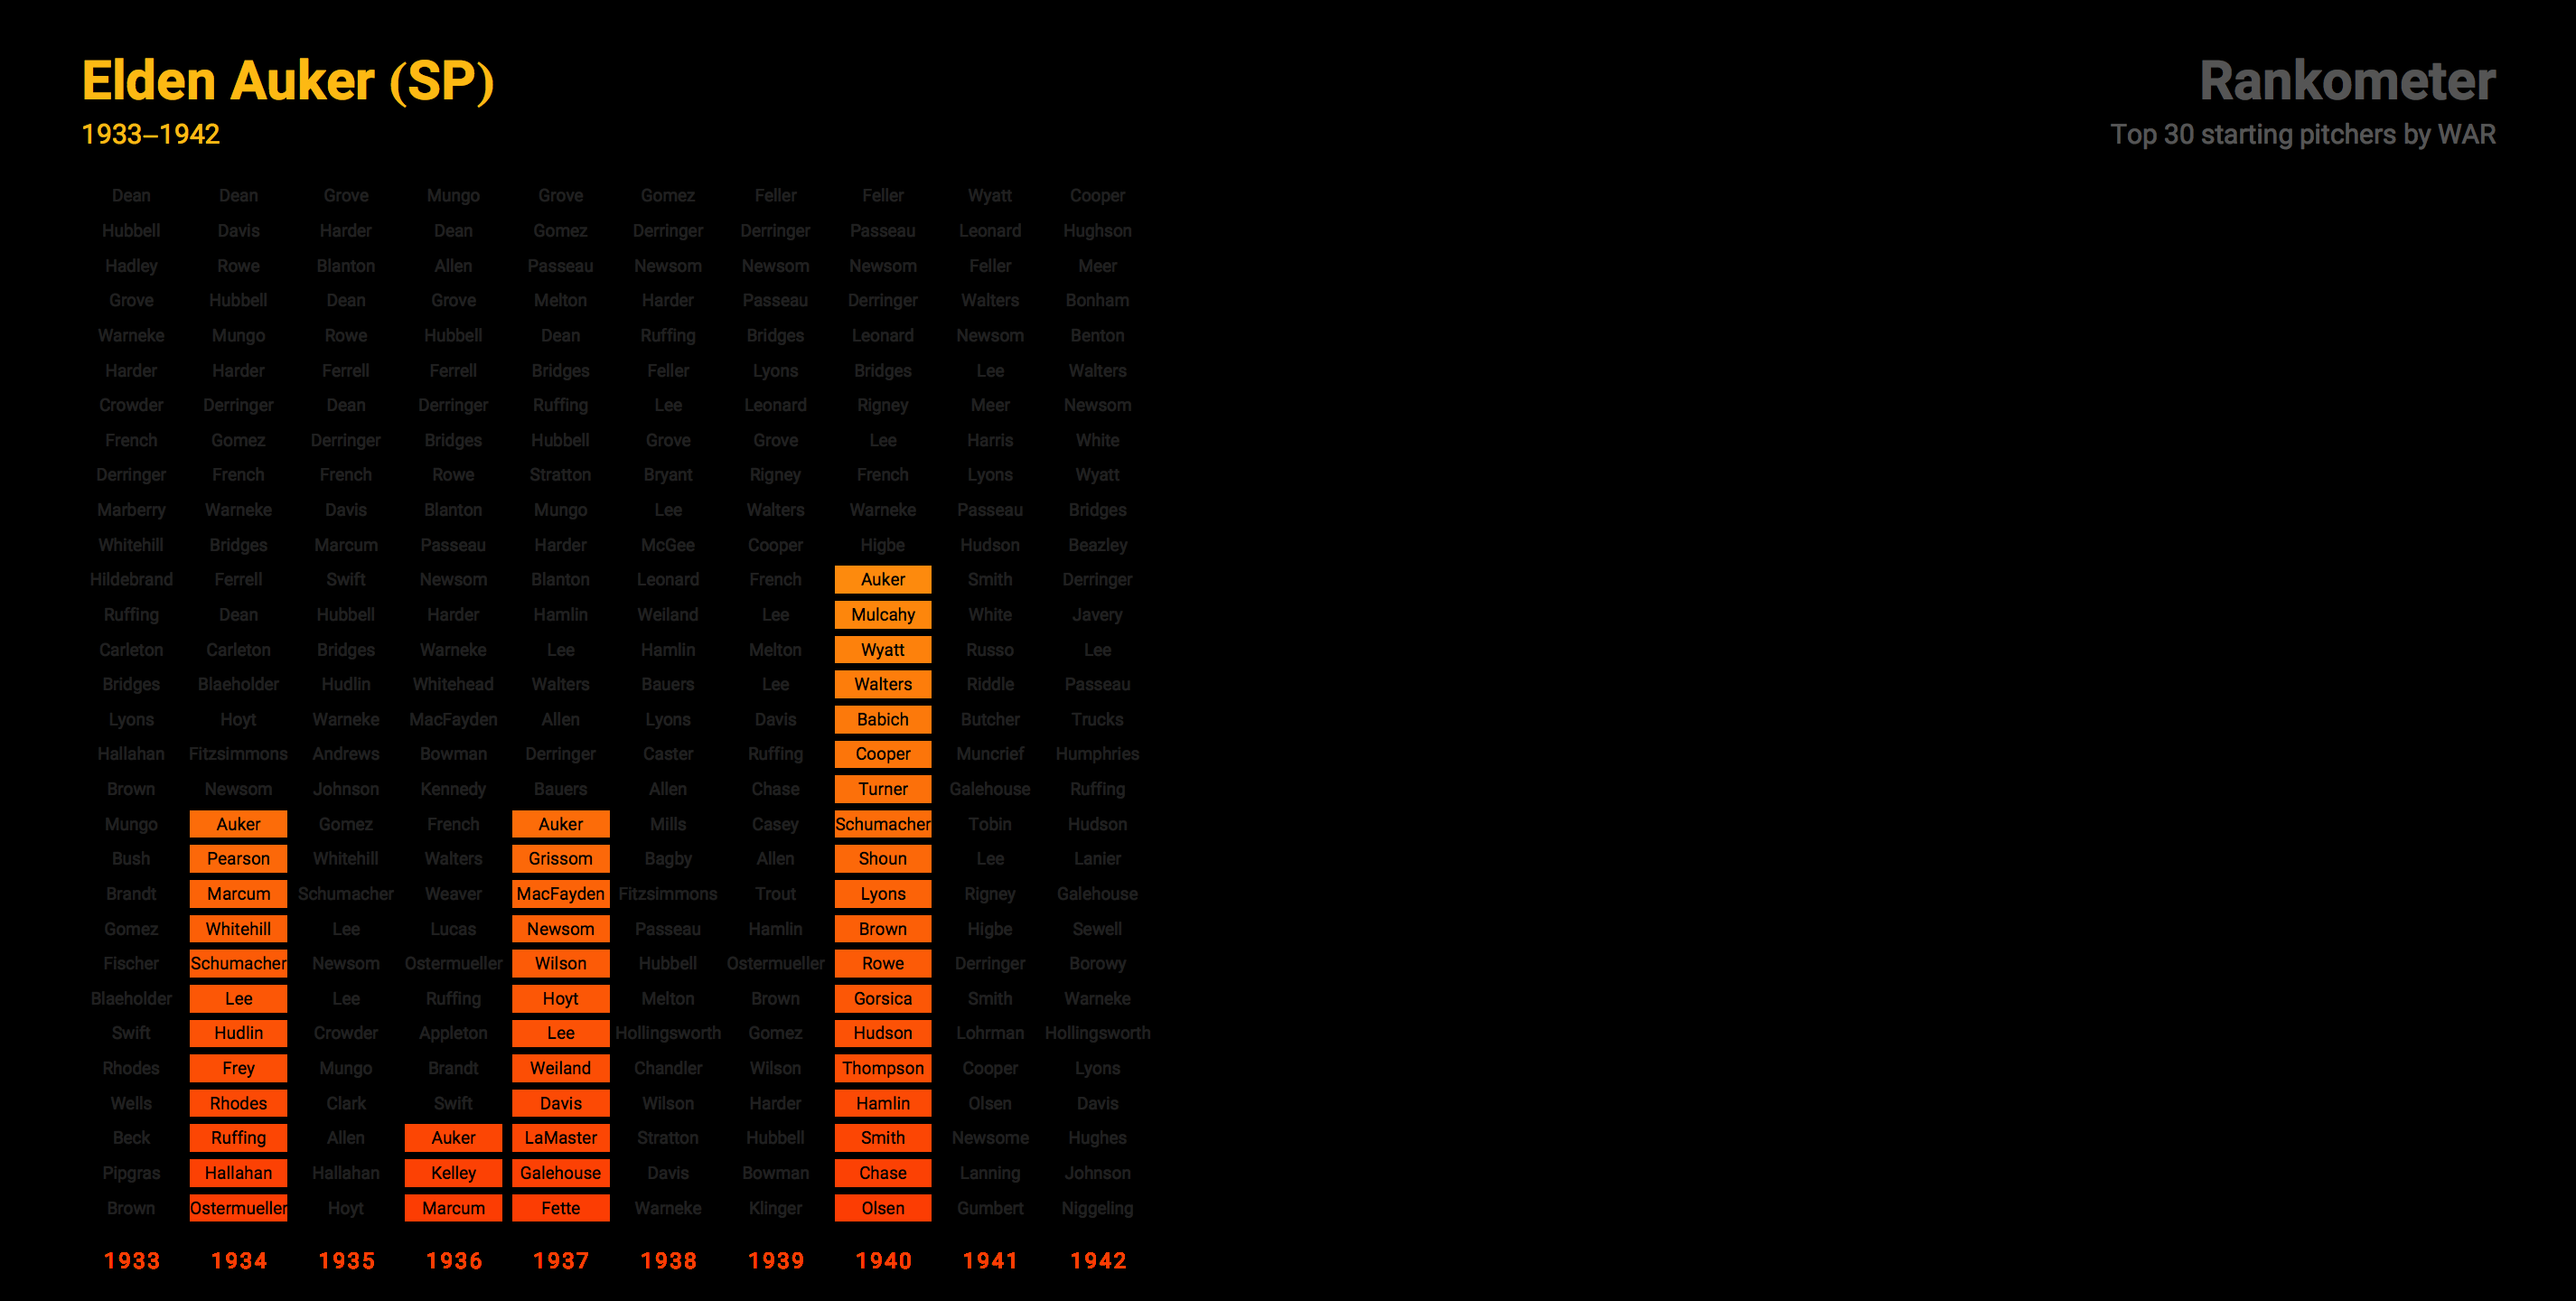 Elden Auker (SP)
1933–1942
Rankometer
Top 30 starting pitchers by WAR
Dean Dean Grove Mungo Grove Gomez Feller Feller Wyatt Cooper
Hubbell Davis Harder Dean Gomez Derringer Derringer Passeau Leonard Hughson
Hadley Rowe Blanton Allen Passeau Newsom Newsom Newsom Feller Meer
Grove Hubbell Dean Grove Melton Harder Passeau Derringer Walters Bonham
Warneke Mungo Rowe Hubbell Dean Ruffing Bridges Leonard Newsom Benton
Harder Harder Ferrell Ferrell Bridges Feller Lyons Bridges Lee Walters
Crowder Derringer Dean Derringer Ruffing Lee Leonard Rigney Meer Newsom
French Gomez Derringer Bridges Hubbell Grove Grove Lee Harris White
Derringer French French Rowe Stratton Bryant Rigney French Lyons Wyatt
Marberry Warneke Davis Blanton Mungo Lee Walters Warneke Passeau Bridges
Whitehill Bridges Marcum Passeau Harder McGee Cooper Higbe Hudson Beazley
Hildebrand Ferrell Swift Newsom Blanton Leonard French Auker Smith Derringer
Ruffing Dean Hubbell Harder Hamlin Weiland Lee Mulcahy White Javery
Carleton Carleton Bridges Warneke Lee Hamlin Melton Wyatt Russo Lee
Bridges Blaeholder Hudlin Whitehead Walters Bauers Lee Walters Riddle Passeau
Lyons Hoyt Warneke MacFayden Allen Lyons Davis Babich Butcher Trucks
Hallahan Fitzsimmons Andrews Bowman Derringer Caster Ruffing Cooper Muncrief Humphries
Brown Newsom Johnson Kennedy Bauers Allen Chase Turner Galehouse Ruffing
Mungo Auker Gomez French Auker Mills Casey Schumacher Tobin Hudson
Bush Pearson Whitehill Walters Grissom Bagby Allen Shoun Lee Lanier
Brandt Marcum Schumacher Weaver MacFayden Fitzsimmons Trout Lyons Rigney Galehouse
Gomez Whitehill Lee Lucas Newsom Passeau Hamlin Brown Higbe Sewell
Fischer Schumacher Newsom Ostermueller Wilson Hubbell Ostermueller Rowe Derringer Borowy
Blaeholder Lee Lee Ruffing Hoyt Melton Brown Gorsica Smith Warneke
Swift Hudlin Crowder Appleton Lee Hollingsworth Gomez Hudson Lohrman Hollingsworth
Rhodes Frey Mungo Brandt Weiland Chandler Wilson Thompson Cooper Lyons
Wells Rhodes Clark Swift Davis Wilson Harder Hamlin Olsen Davis
Beck Ruffing Allen Auker LaMaster Stratton Hubbell Smith Newsome Hughes
Pipgras Hallahan Hallahan Kelley Galehouse Davis Bowman Chase Lanning Johnson
Brown Ostermueller Hoyt Marcum Fette Warneke Klinger Olsen Gumbert Niggeling
1933 1934 1935 1936 1937 1938 1939 1940 1941 1942